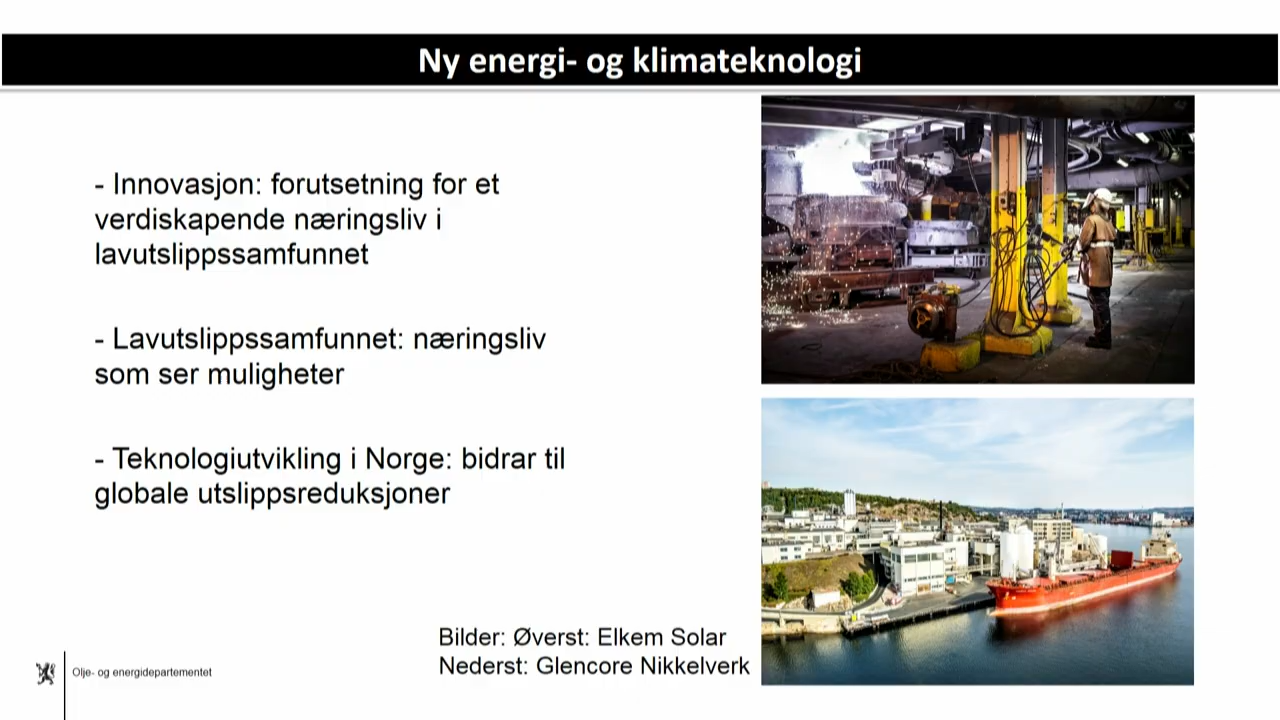 Ny energi- og klimateknologi
- Innovasjon: forutsetning for et
verdiskapende næringsliv i
lavutslippssamfunnet
- Lavutslippssamfunnet: næringsliv
som ser muligheter
- Teknologiutvikling i Norge: bidrar til
globale utslippsreduksjoner
Bilder: Øverst: Elkem Solar
Nederst: Glencore Nikkelverk
Olje- og energidepartementet